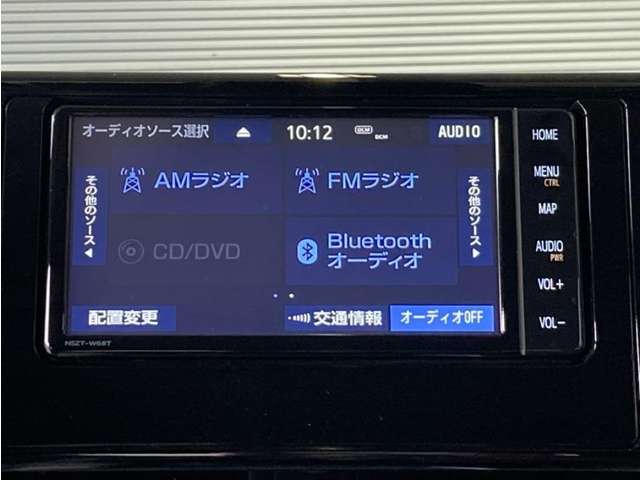 オーディオソース選択
10:12
DCM
DCM
AUDIO
その他のソース
AMラジオ
FMラジオ
その他のソース
CD/DVD
Bluetooth
オーディオ
配置変更
交通情報
オーディオOFF
NSZT-W68T
HOME
MENU
CTRL
MAP
AUDIO
PWR
VOL+
VOL−